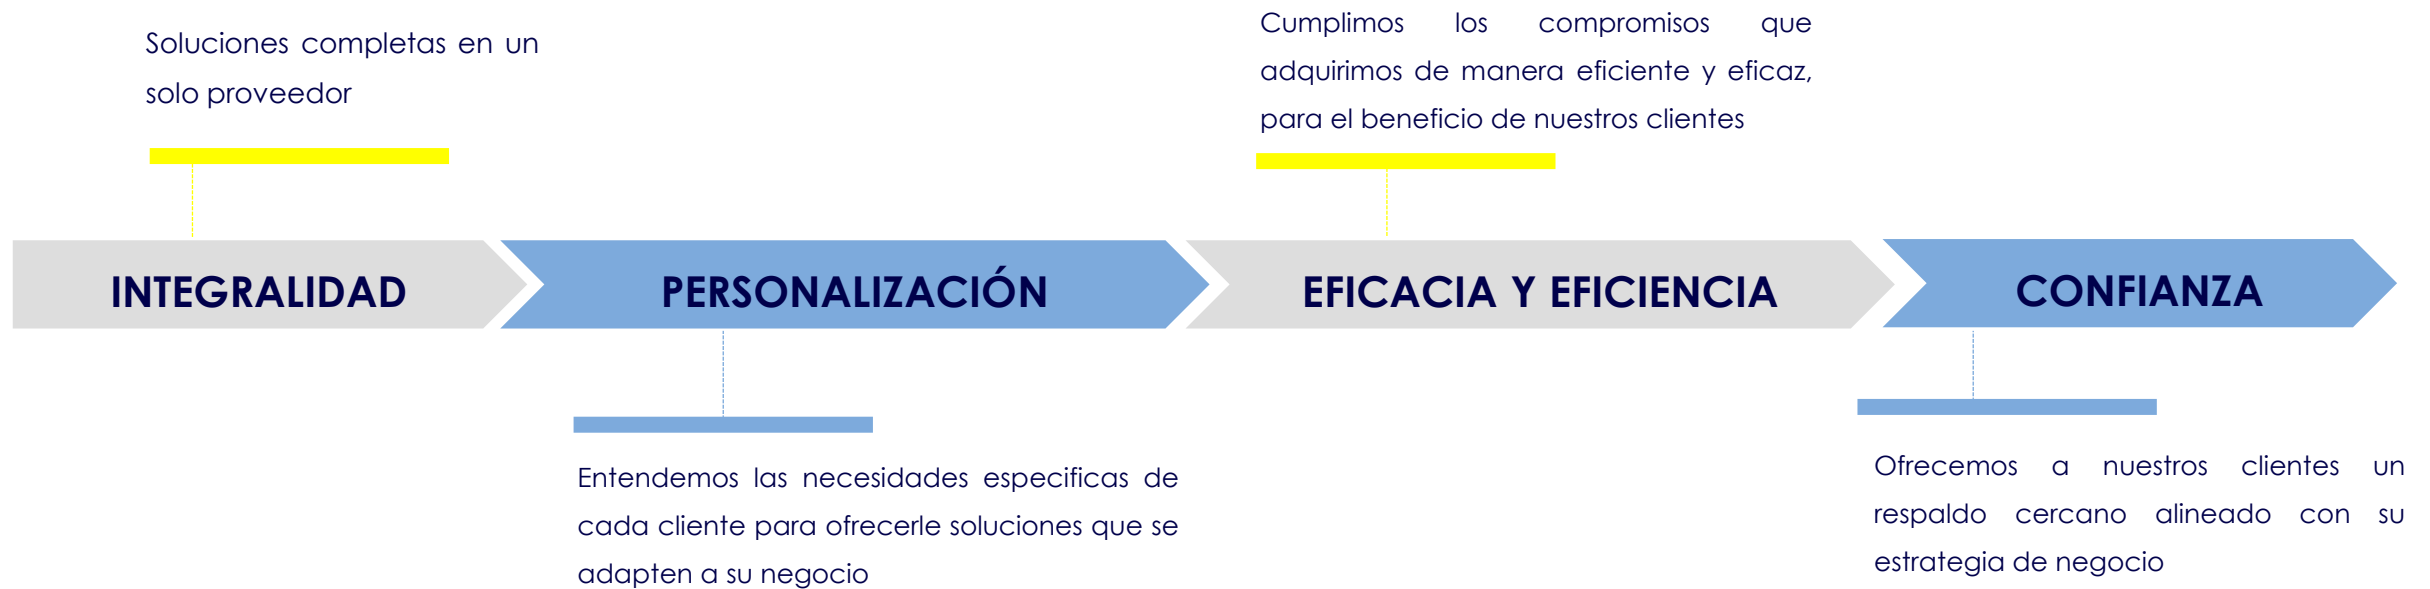 Soluciones completas en un
solo proveedor
Cumplimos los compromisos que
adquirimos de manera eficiente y eficaz,
para el beneficio de nuestros clientes
INTEGRALIDAD
PERSONALIZACIÓN
EFICACIA Y EFICIENCIA
CONFIANZA
Entendemos las necesidades especificas de
cada cliente para ofrecerle soluciones que se
adapten a su negocio
Ofrecemos a nuestros clientes un
respaldo cercano alineado con su
estrategia de negocio